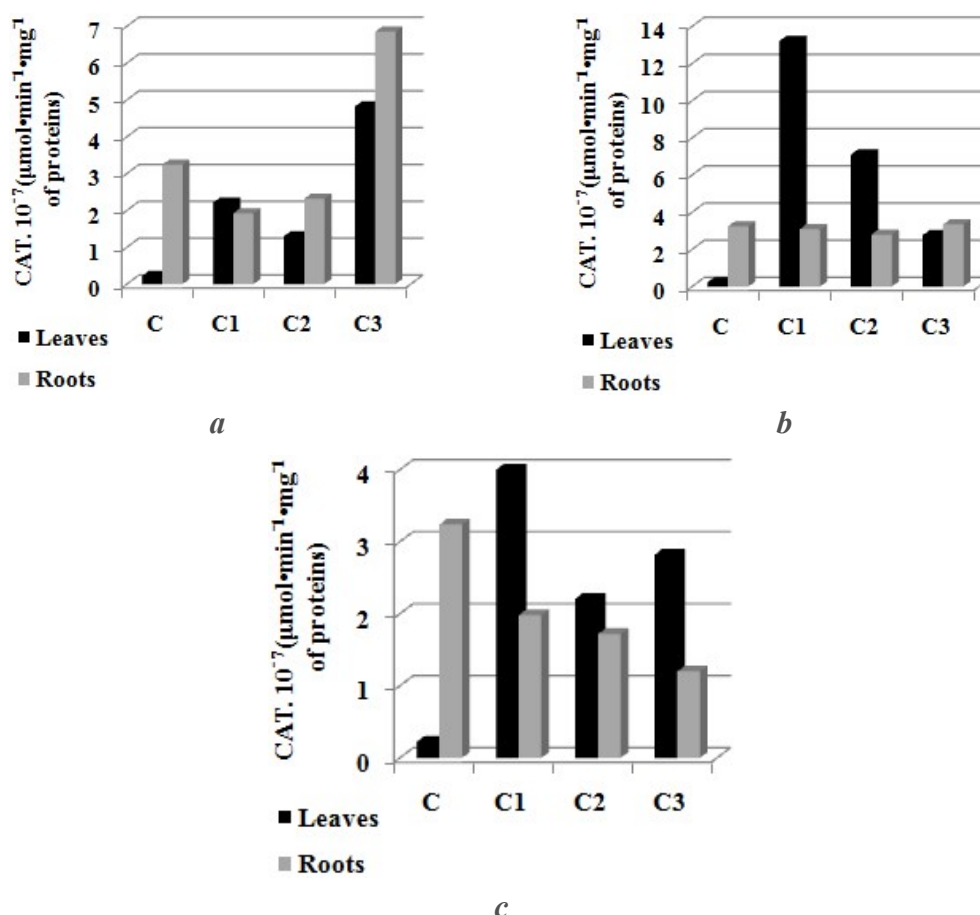 CAT. 10⁻⁷(µmol•min⁻¹•mg⁻¹
of proteins)
7
6
5
4
3
2
1
0
C C1 C2 C3
■ Leaves
■ Roots
a
CAT. 10⁻⁷(µmol•min⁻¹•mg⁻¹
of proteins)
14
12
10
8
6
4
2
0
C C1 C2 C3
■ Leaves
■ Roots
b
CAT. 10⁻⁷(µmol•min⁻¹•mg⁻¹
of proteins)
4
3
2
1
0
C C1 C2 C3
■ Leaves
■ Roots
c